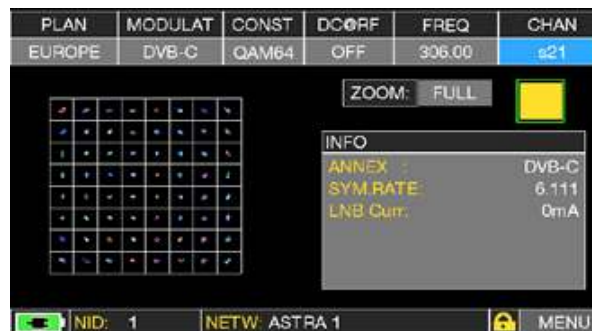 PLAN MODULAT CONST DC@RF FREQ CHAN
EUROPE DVB-C QAM64 OFF 306.00 s21
ZOOM: FULL
INFO
ANNEX : DVB-C
SYM.RATE: 6.111
LNB Curr: 0mA
NID: 1 NETW: ASTRA 1 MENU